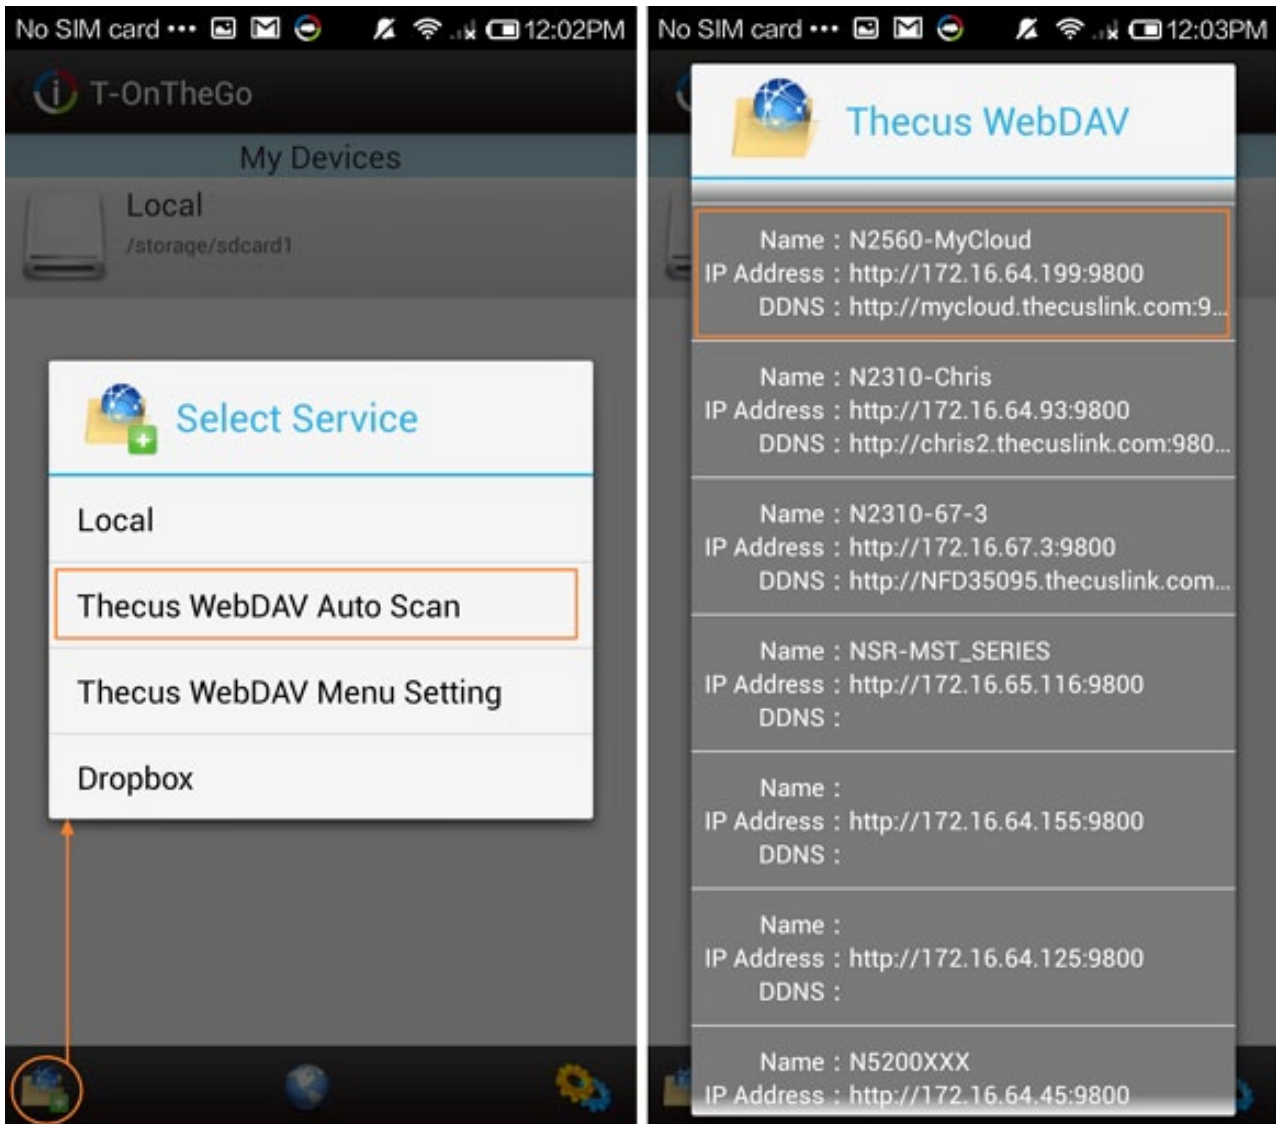 No SIM card ••• 12:02PM
T-OnTheGo
My Devices
Local
/storage/sdcard1
Select Service
Local
Thecus WebDAV Auto Scan
Thecus WebDAV Menu Setting
Dropbox
No SIM card ••• 12:03PM
Thecus WebDAV
Name : N2560-MyCloud
IP Address : http://172.16.64.199:9800
DDNS : http://mycloud.thecuslink.com:9...
Name : N2310-Chris
IP Address : http://172.16.64.93:9800
DDNS : http://chris2.thecuslink.com:980...
Name : N2310-67-3
IP Address : http://172.16.67.3:9800
DDNS : http://NFD35095.thecuslink.com...
Name : NSR-MST_SERIES
IP Address : http://172.16.65.116:9800
DDNS :
Name :
IP Address : http://172.16.64.155:9800
DDNS :
Name :
IP Address : http://172.16.64.125:9800
DDNS :
Name : N5200XXX
IP Address : http://172.16.64.45:9800